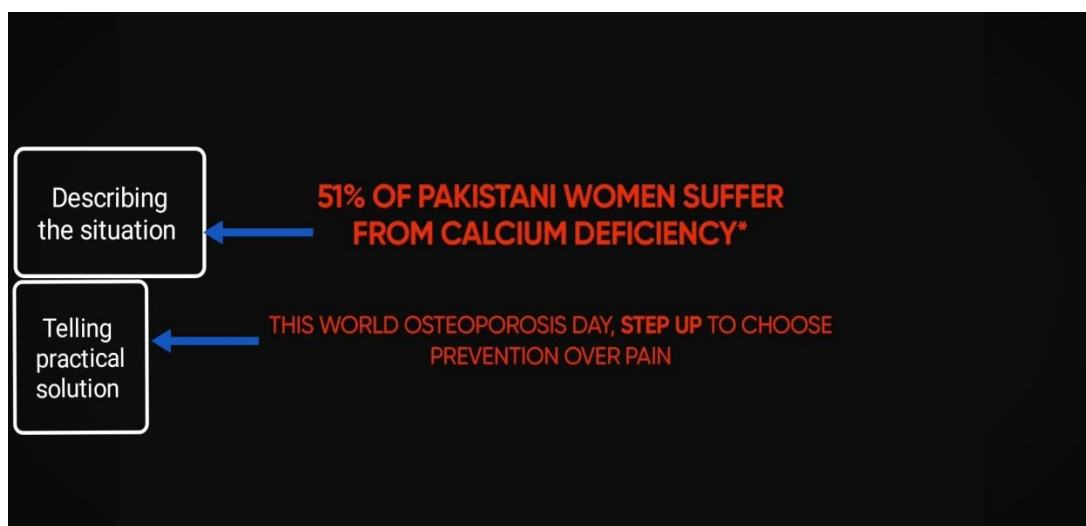 Describing
the situation
51% OF PAKISTANI WOMEN SUFFER
FROM CALCIUM DEFICIENCY*
Telling
practical
solution
THIS WORLD OSTEOPOROSIS DAY, STEP UP TO CHOOSE
PREVENTION OVER PAIN